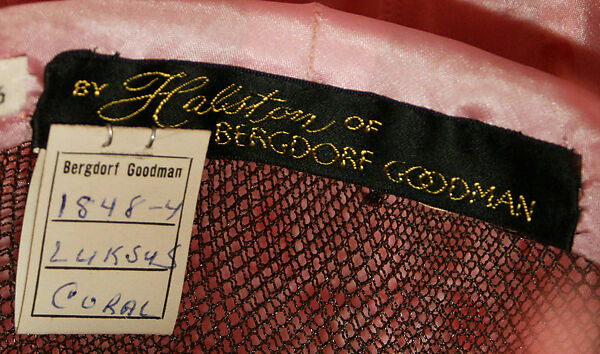 BY Halston OF
BERGDORF GOODMAN
Bergdorf Goodman
1848-4
LUKSUS
CORAL